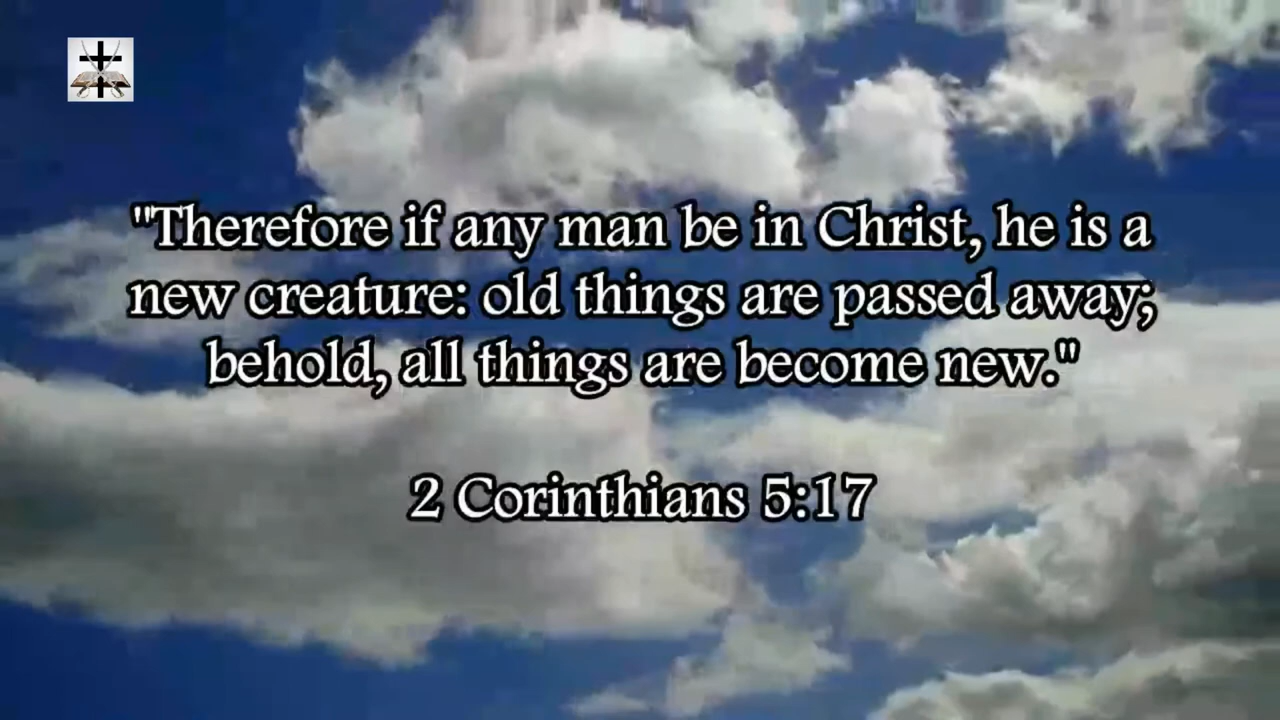 "Therefore if any man be in Christ, he is a
new creature: old things are passed away;
behold, all things are become new."
2 Corinthians 5:17